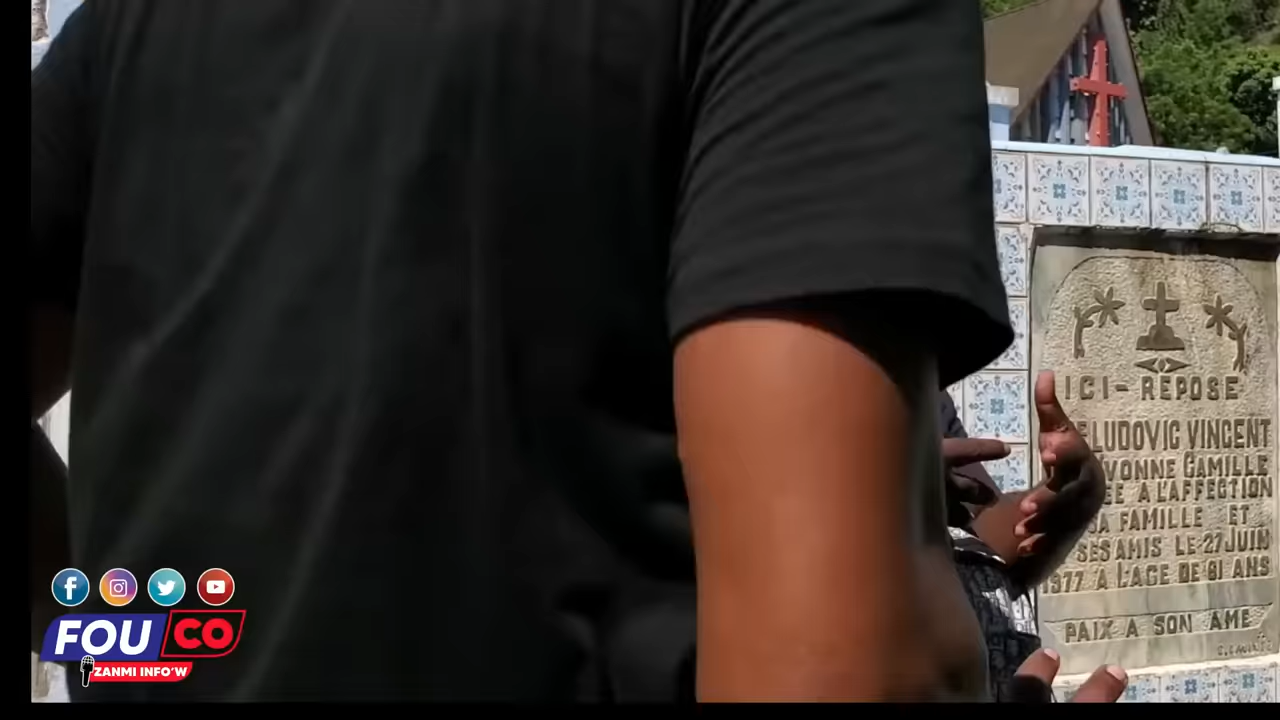 ICI-REPOSE
LUDOVIC VINCENT
YVONNE CAMILLE
A L'AFFECTION
SA FAMILLE ET
SES AMIS LE 27 JUIN
1977 A L'AGE DE 61 ANS
PAIX A SON AME
FOU CO
ZANMI INFO'W